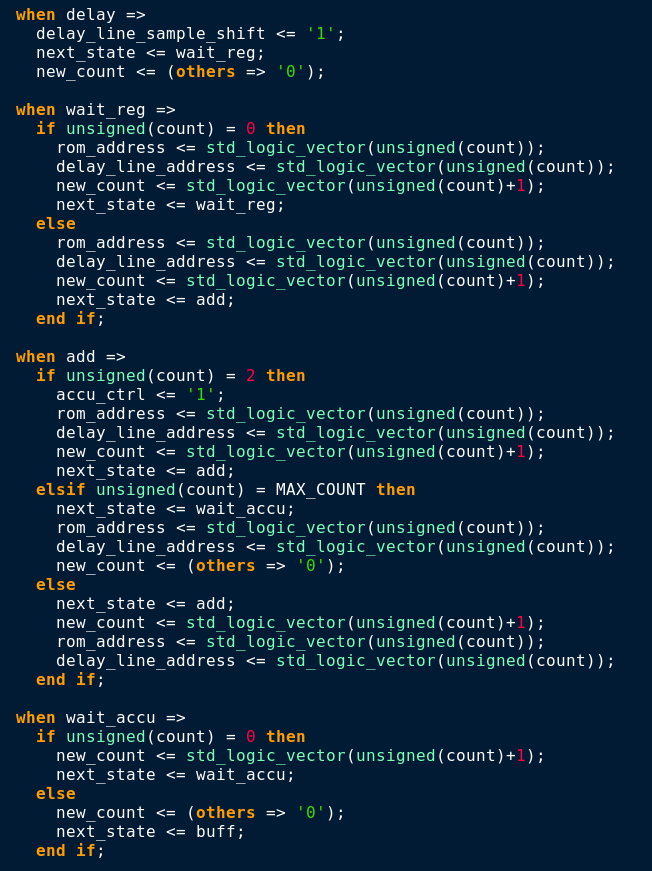 when delay =>
  delay_line_sample_shift <= '1';
  next_state <= wait_reg;
  new_count <= (others => '0');

when wait_reg =>
  if unsigned(count) = 0 then
    rom_address <= std_logic_vector(unsigned(count));
    delay_line_address <= std_logic_vector(unsigned(count));
    new_count <= std_logic_vector(unsigned(count)+1);
    next_state <= wait_reg;
  else
    rom_address <= std_logic_vector(unsigned(count));
    delay_line_address <= std_logic_vector(unsigned(count));
    new_count <= std_logic_vector(unsigned(count)+1);
    next_state <= add;
  end if;

when add =>
  if unsigned(count) = 2 then
    accu_ctrl <= '1';
    rom_address <= std_logic_vector(unsigned(count));
    delay_line_address <= std_logic_vector(unsigned(count));
    new_count <= std_logic_vector(unsigned(count)+1);
    next_state <= add;
  elsif unsigned(count) = MAX_COUNT then
    next_state <= wait_accu;
    rom_address <= std_logic_vector(unsigned(count));
    delay_line_address <= std_logic_vector(unsigned(count));
    new_count <= (others => '0');
  else
    next_state <= add;
    new_count <= std_logic_vector(unsigned(count)+1);
    rom_address <= std_logic_vector(unsigned(count));
    delay_line_address <= std_logic_vector(unsigned(count));
  end if;

when wait_accu =>
  if unsigned(count) = 0 then
    new_count <= std_logic_vector(unsigned(count)+1);
    next_state <= wait_accu;
  else
    new_count <= (others => '0');
    next_state <= buff;
  end if;